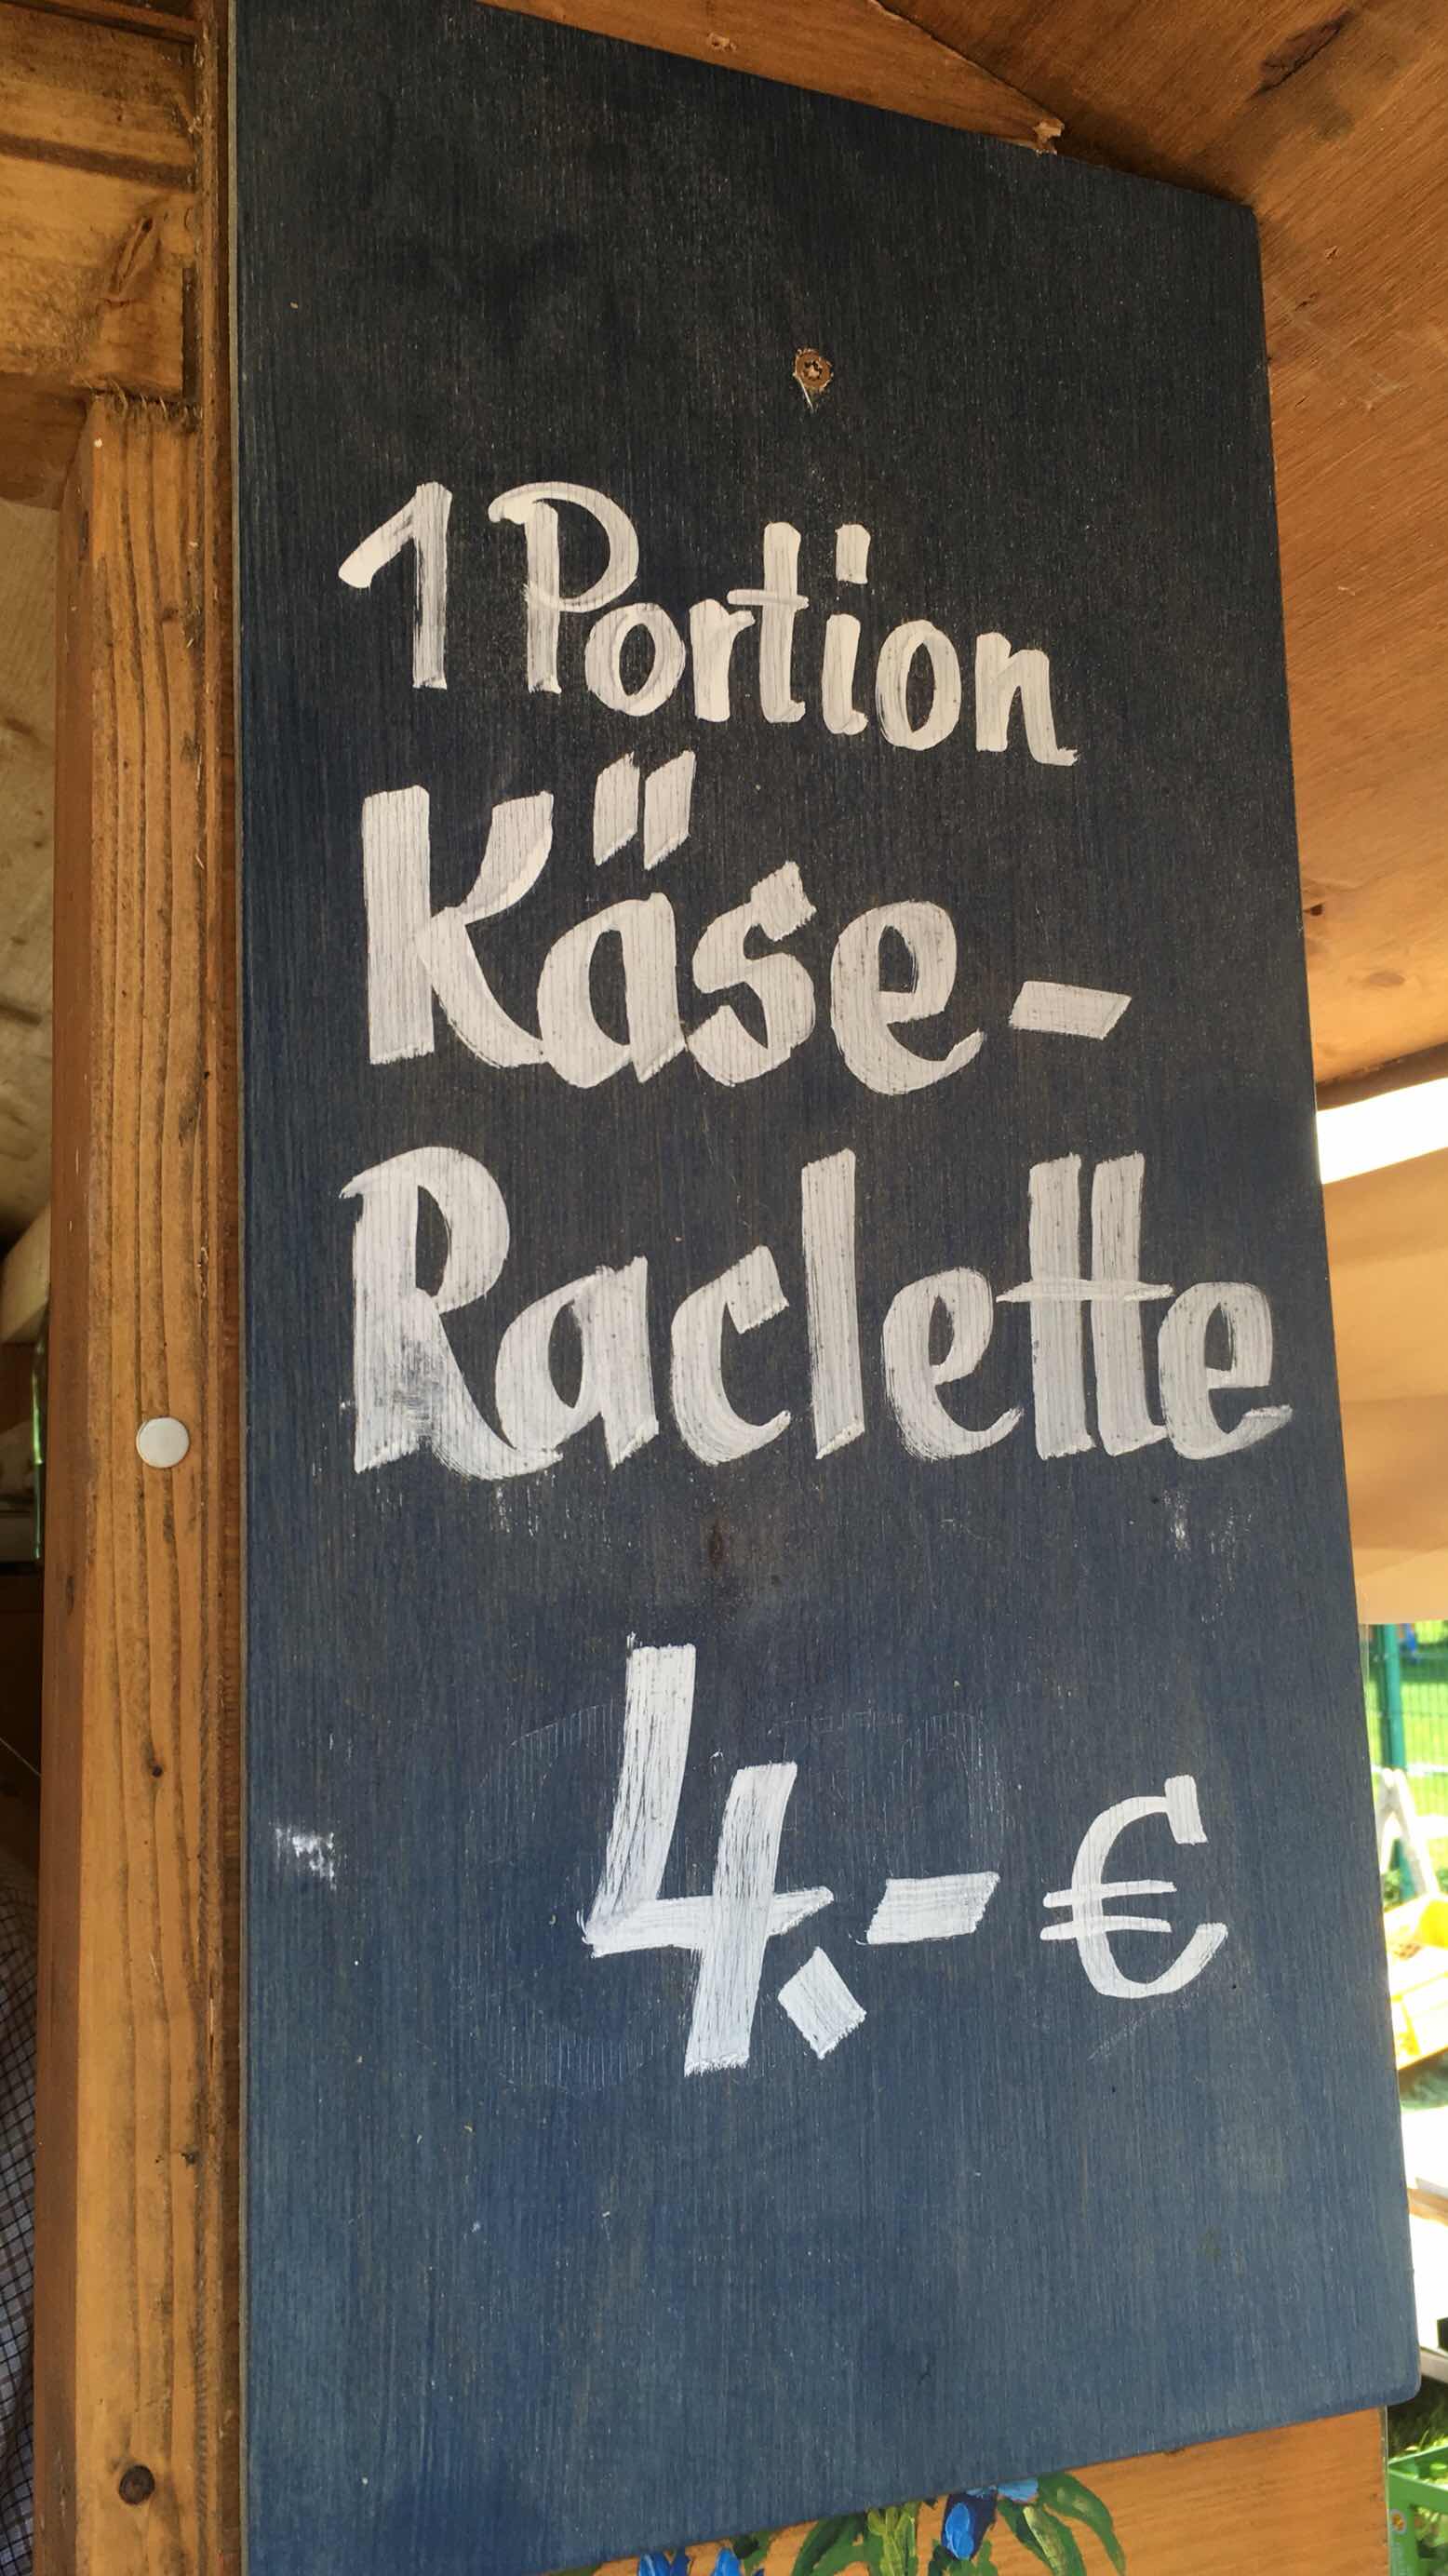 1 Portion
Käse-
Raclette
4.- €